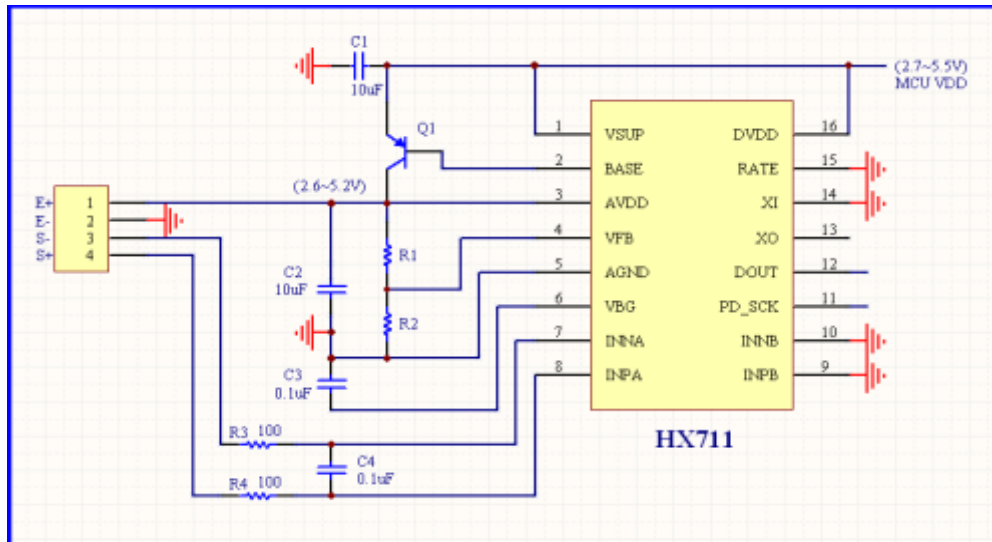 C1
10uF
(2.7~5.5V)
MCU VDD
Q1
1 VSUP DVDD 16
2 BASE RATE 15
(2.6~5.2V)
E+ 1
3 AVDD XI 14
E- 2
S- 3
S+ 4
4 VFB XO 13
R1
C2
10uF
5 AGND DOUT 12
6 VBG PD_SCK 11
R2
7 INNA INNB 10
C3
0.1uF
8 INPA INPB 9
HX711
R3 100
C4
0.1uF
R4 100